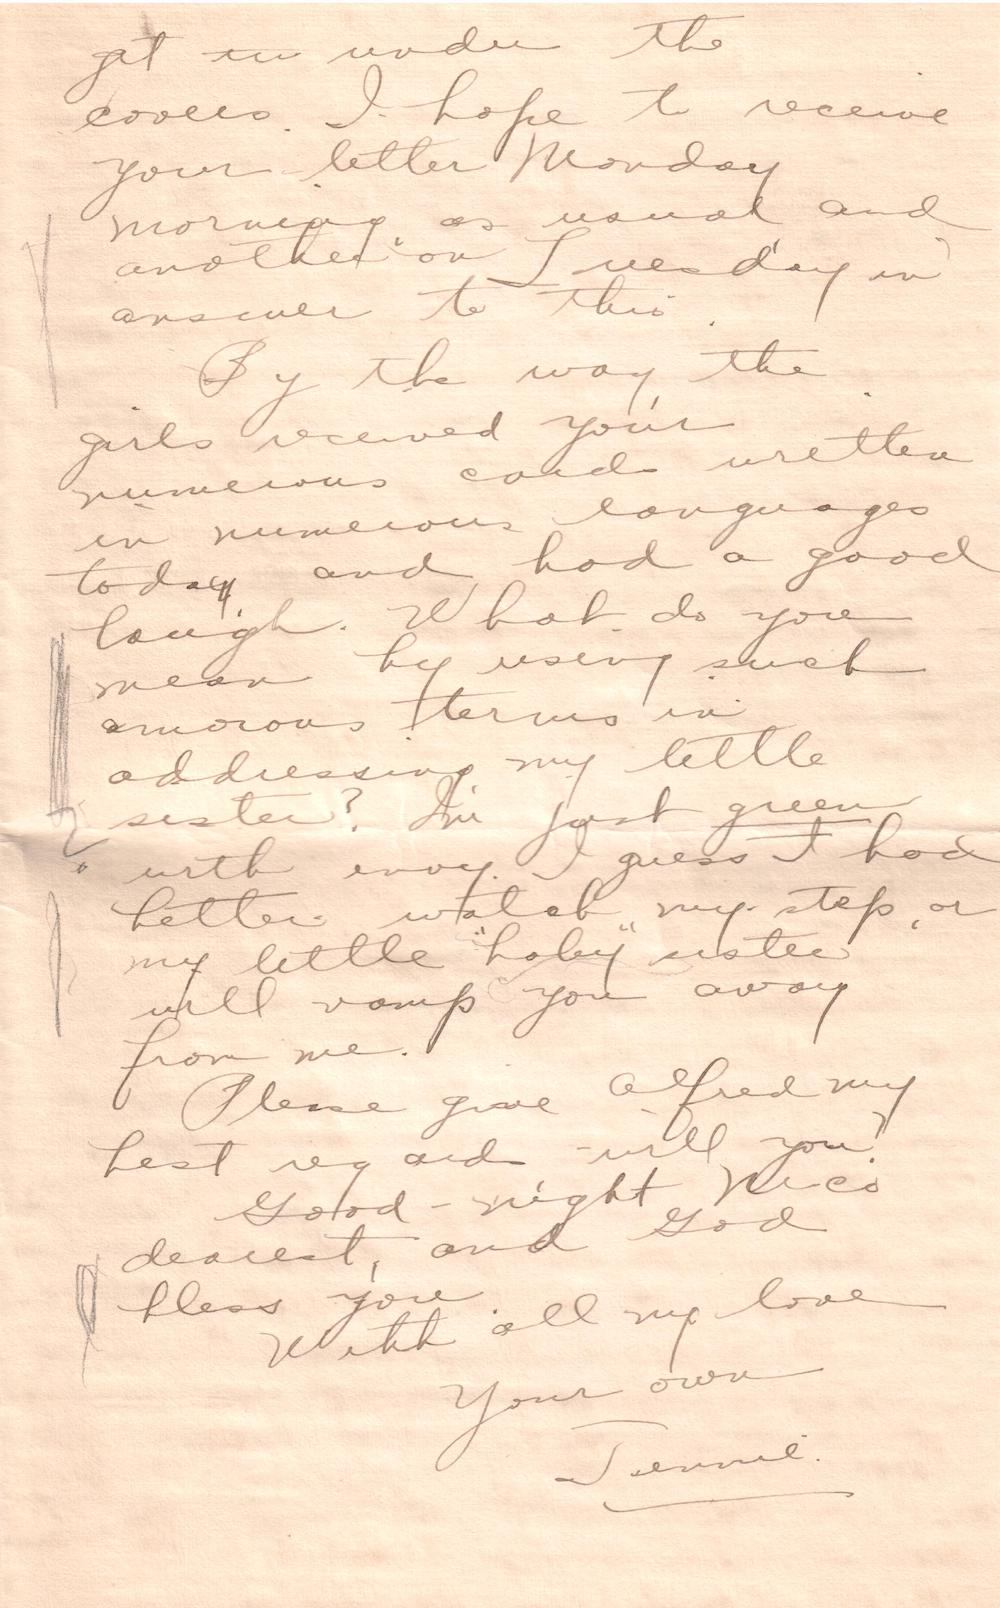 get in under the
covers. I hope to receive
your letter Monday
morning as usual and
another on Tuesday in
answer to this.
By the way the
girls received your
numerous cards written
in numerous languages
today and had a good
laugh. What do you
mean by using such
amorous terms in
addressing my little
sister? I'm just green
with envy. I guess I had
better watch my step, or
my little "baby" sister
will vamp you away
from me.
Please give Alfred my
best regards will you?
Good-night Nico
dearest, and God
bless you.
With all my love
Your own
Jennie.